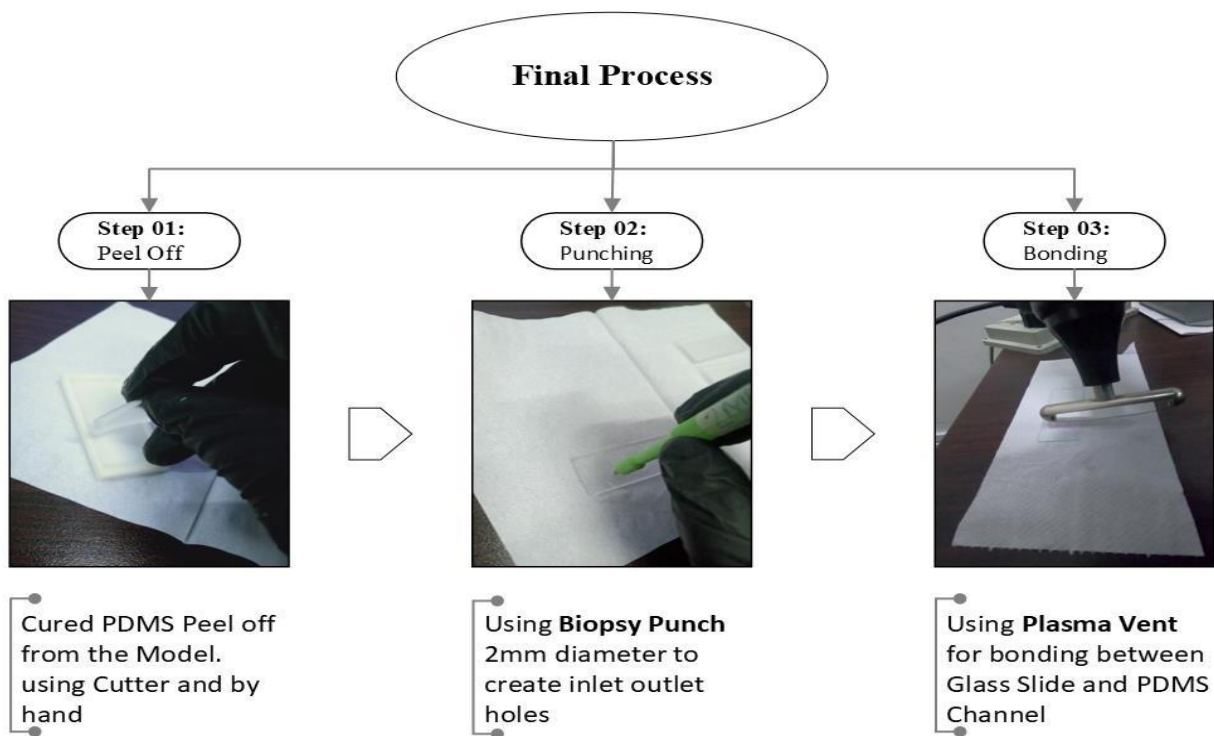 Final Process
Step 01:
Peel Off
Step 02:
Punching
Step 03:
Bonding
Cured PDMS Peel off
from the Model.
using Cutter and by
hand
Using Biopsy Punch
2mm diameter to
create inlet outlet
holes
Using Plasma Vent
for bonding between
Glass Slide and PDMS
Channel